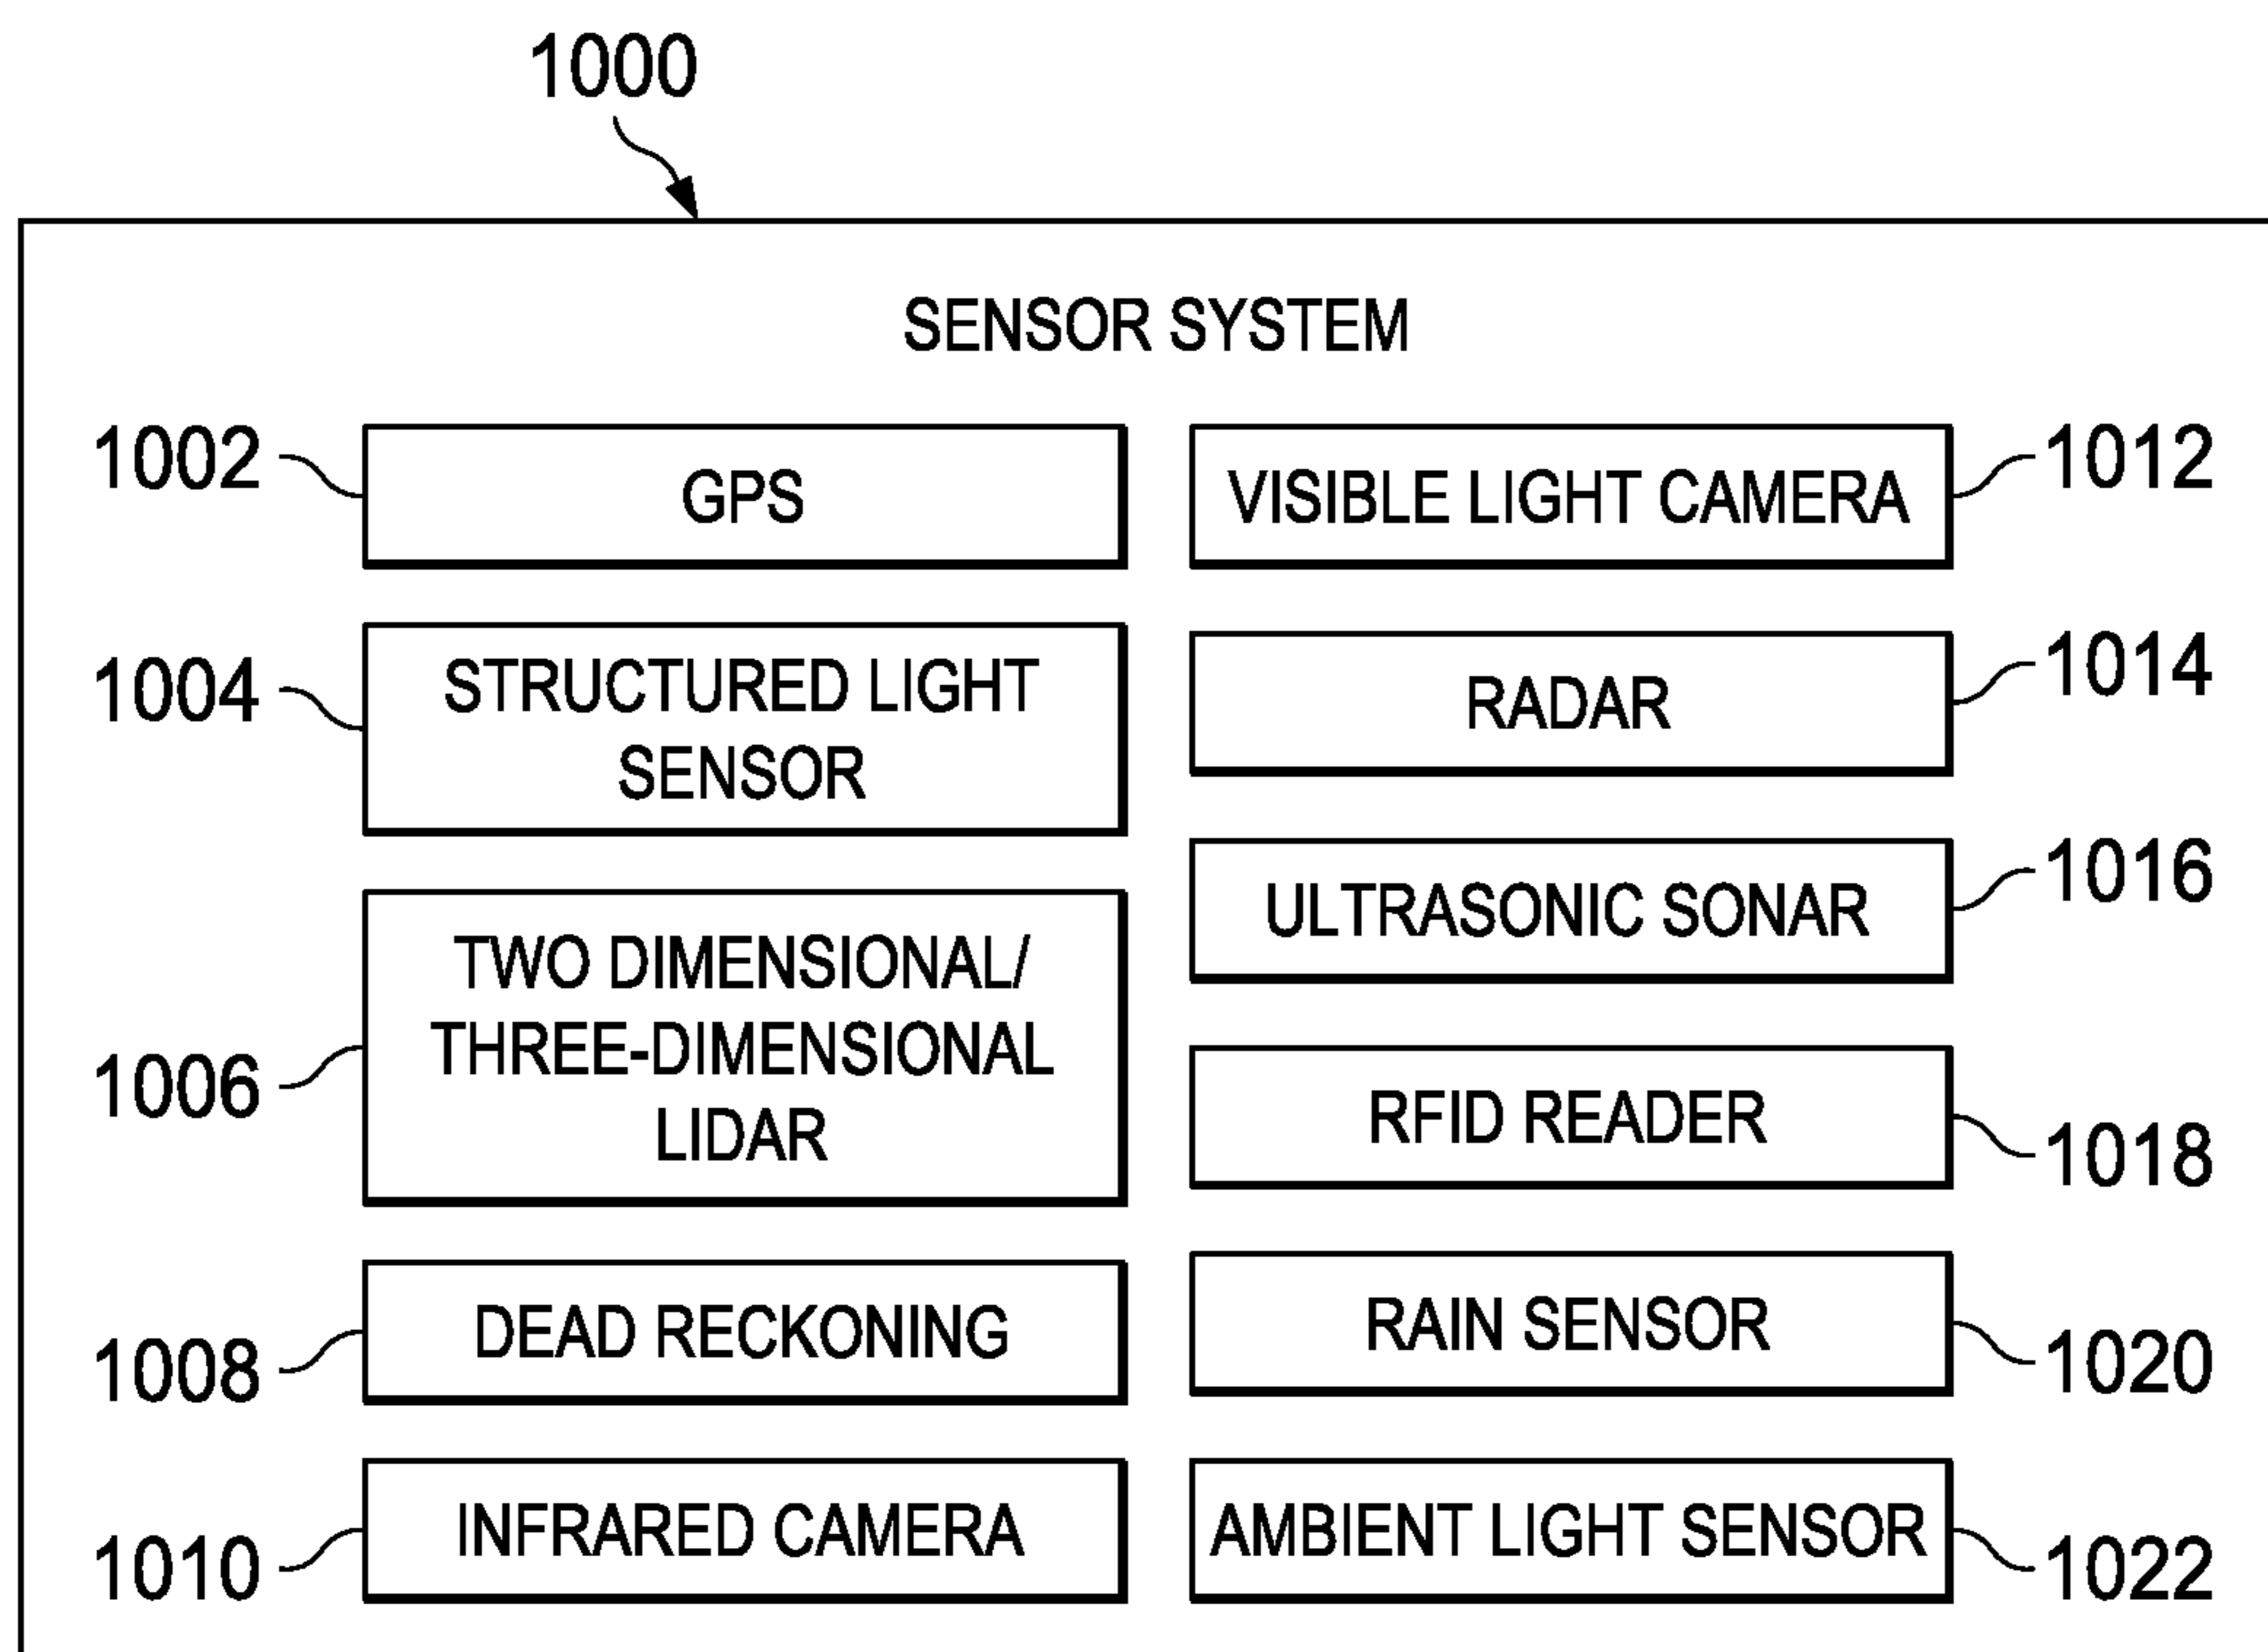 1000
SENSOR SYSTEM
1002
GPS
1004
STRUCTURED LIGHT
SENSOR
1006
TWO DIMENSIONAL/
THREE-DIMENSIONAL
LIDAR
1008
DEAD RECKONING
1010
INFRARED CAMERA
VISIBLE LIGHT CAMERA
1012
RADAR
1014
ULTRASONIC SONAR
1016
RFID READER
1018
RAIN SENSOR
1020
AMBIENT LIGHT SENSOR
1022